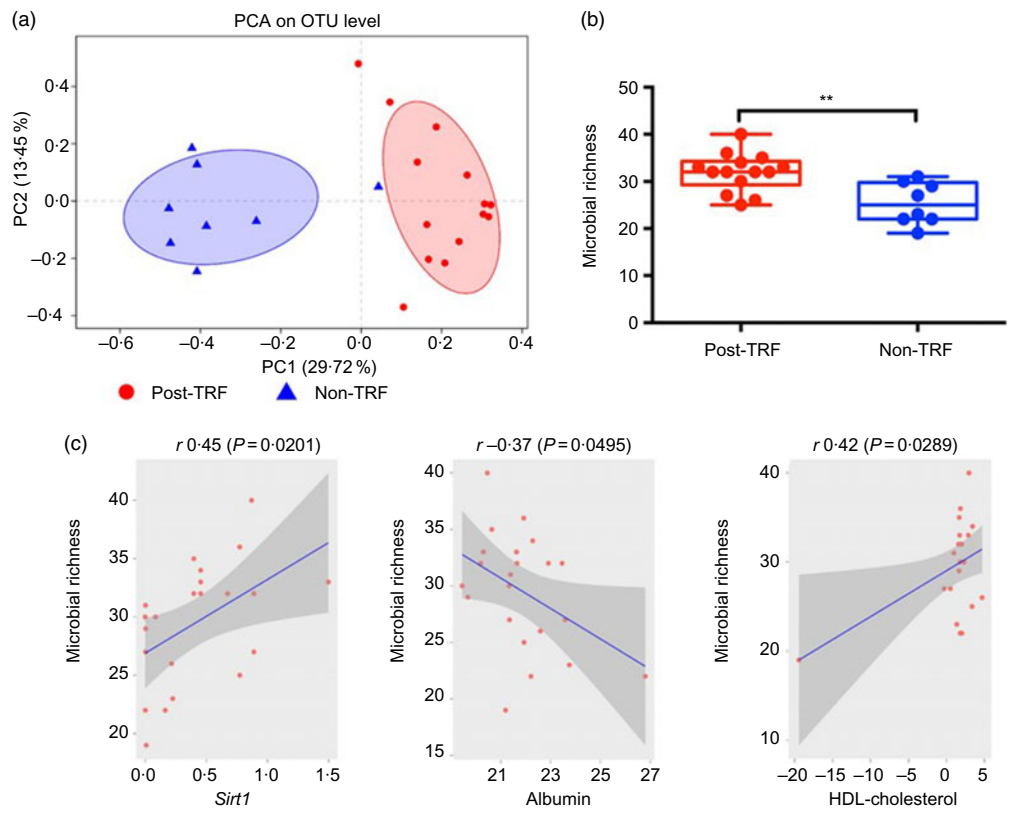 (a)
PCA on OTU level
PC2 (13·45 %)
0·4
0·2
0·0
–0·2
–0·4
–0·6
–0·4
–0·2
0·0
0·2
0·4
PC1 (29·72 %)
Post-TRF
Non-TRF
(b)
**
Microbial richness
50
40
30
20
10
0
Post-TRF
Non-TRF
(c)
r 0·45 (P = 0·0201)
Microbial richness
40
35
30
25
20
0·0
0·5
1·0
1·5
Sirt1
r –0·37 (P = 0·0495)
Microbial richness
40
35
30
25
20
15
21
23
25
27
Albumin
r 0·42 (P = 0·0289)
Microbial richness
40
30
20
10
–20
–15
–10
–5
0
5
HDL-cholesterol